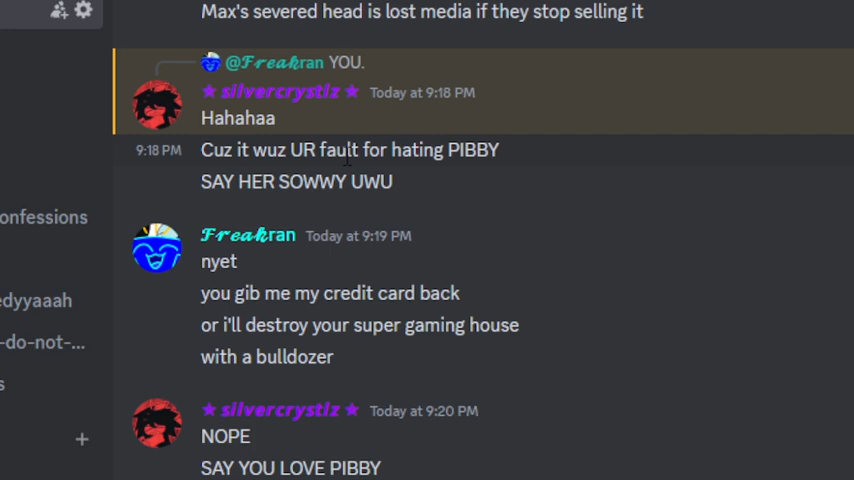 Max's severed head is lost media if they stop selling it
@𝓕𝓻𝓮𝓪𝓴ran YOU.
★ silvercrystlz ★ Today at 9:18 PM
Hahahaa
9:18 PM Cuz it wuz UR fault for hating PIBBY
SAY HER SOWWY UWU
onfessions
𝓕𝓻𝓮𝓪𝓴ran Today at 9:19 PM
nyet
you gib me my credit card back
edyyaaah
or i'll destroy your super gaming house
-do-not-...
with a bulldozer
s
★ silvercrystlz ★ Today at 9:20 PM
NOPE
SAY YOU LOVE PIBBY